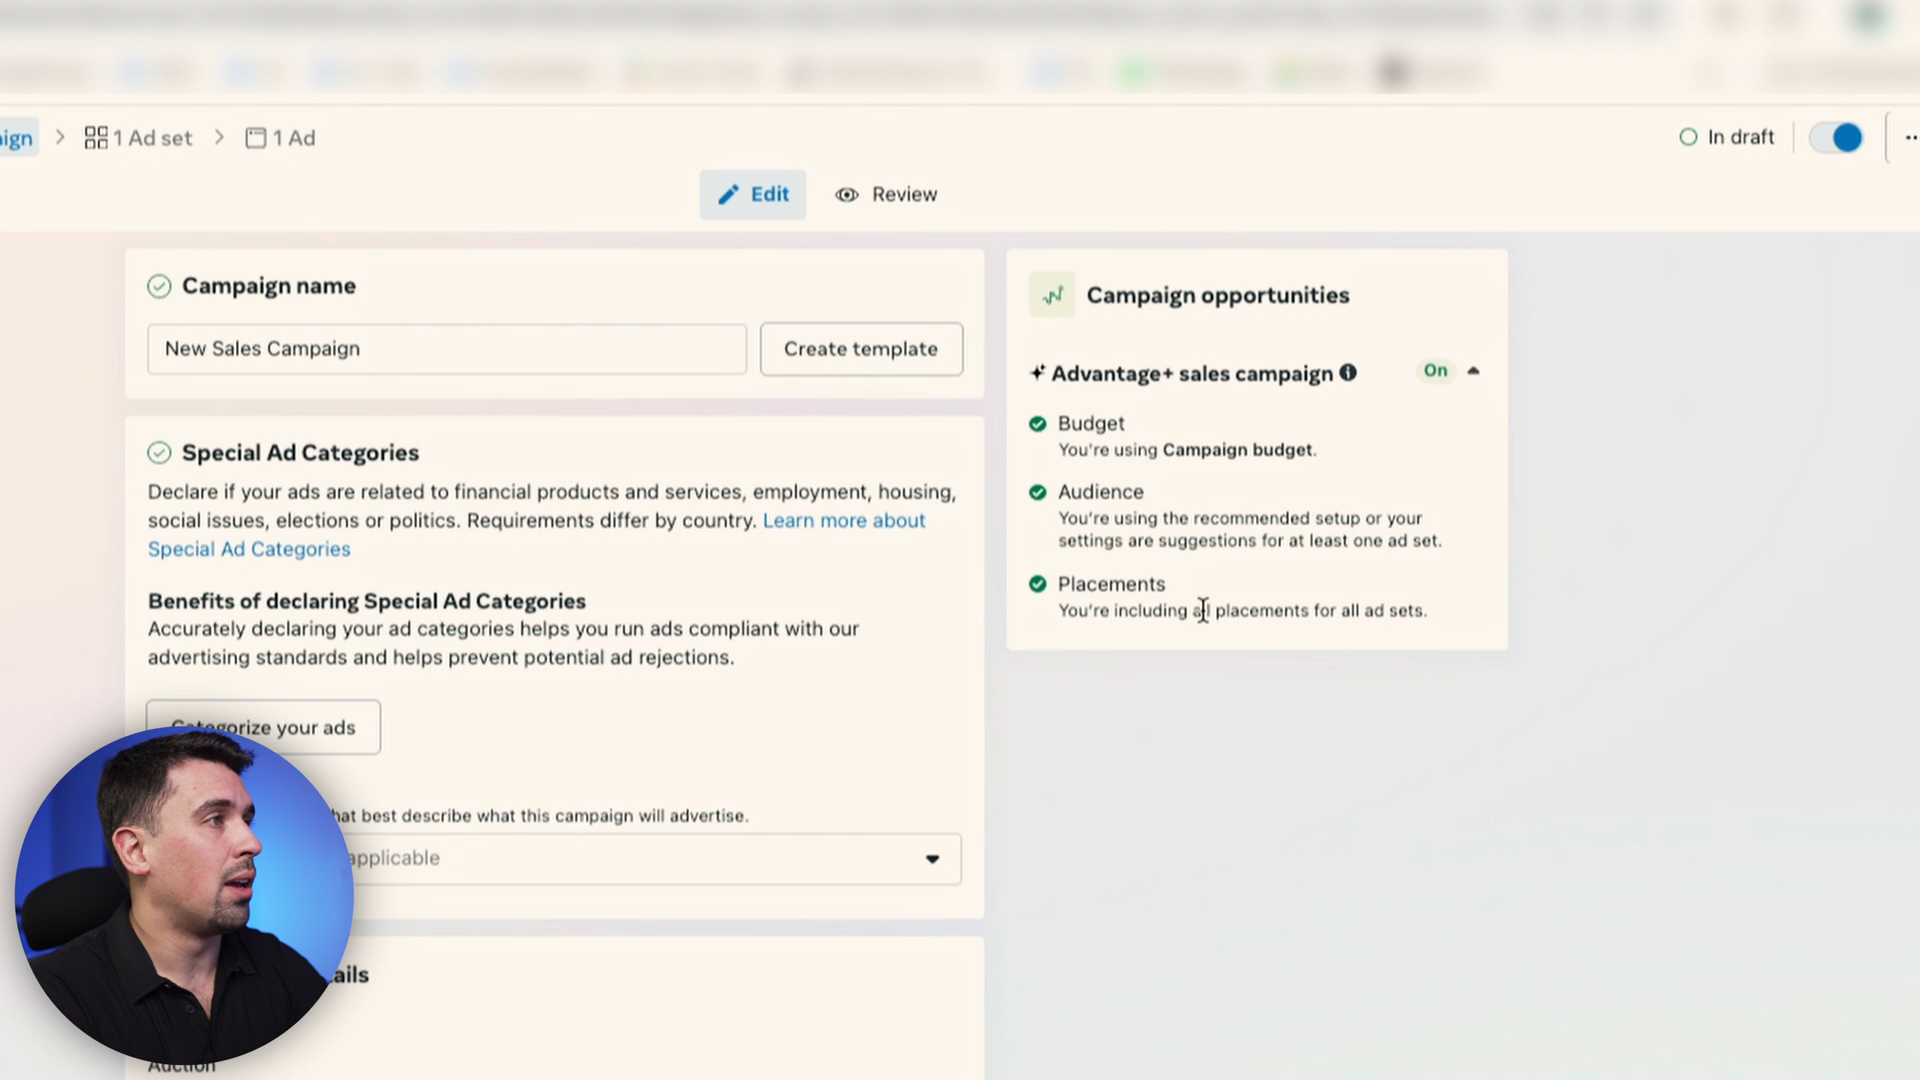 ign > 1 Ad set > 1 Ad
In draft
Edit
Review
Campaign name
New Sales Campaign
Create template
Special Ad Categories
Declare if your ads are related to financial products and services, employment, housing,
social issues, elections or politics. Requirements differ by country. Learn more about
Special Ad Categories
Benefits of declaring Special Ad Categories
Accurately declaring your ad categories helps you run ads compliant with our
advertising standards and helps prevent potential ad rejections.
Categorize your ads
hat best describe what this campaign will advertise.
applicable
ails
Auction
Campaign opportunities
Advantage+ sales campaign
On
Budget
You're using Campaign budget.
Audience
You're using the recommended setup or your
settings are suggestions for at least one ad set.
Placements
You're including all placements for all ad sets.